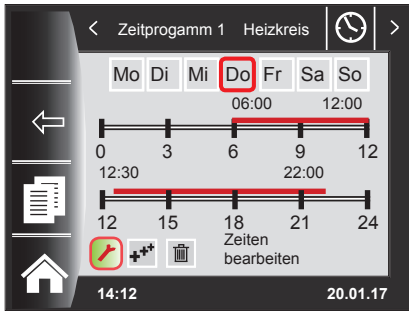 < Zeitprogamm 1 Heizkreis >
Mo Di Mi Do Fr Sa So
06:00 12:00
0 3 6 9 12
12:30 22:00
12 15 18 21 24
Zeiten
bearbeiten
14:12 20.01.17